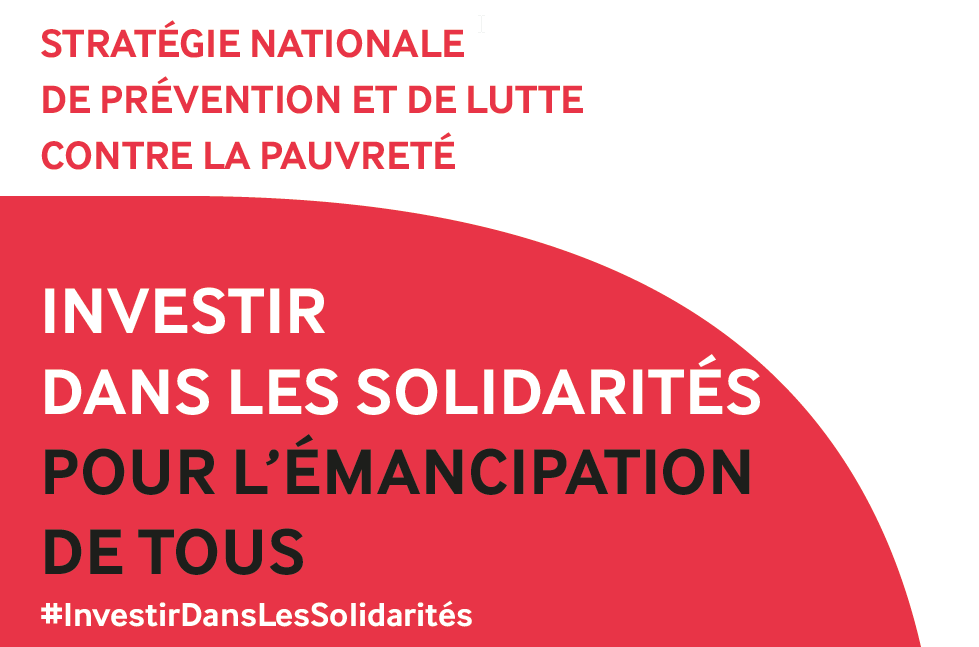 STRATÉGIE NATIONALE
DE PRÉVENTION ET DE LUTTE
CONTRE LA PAUVRETÉ
INVESTIR
DANS LES SOLIDARITÉS
POUR L’ÉMANCIPATION
DE TOUS
#InvestirDansLesSolidarités